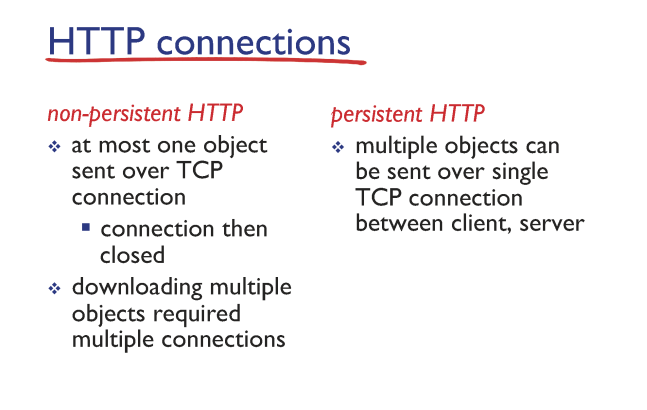 HTTP connections
non-persistent HTTP
❖ at most one object
sent over TCP
connection
▪ connection then
closed
❖ downloading multiple
objects required
multiple connections
persistent HTTP
❖ multiple objects can
be sent over single
TCP connection
between client, server